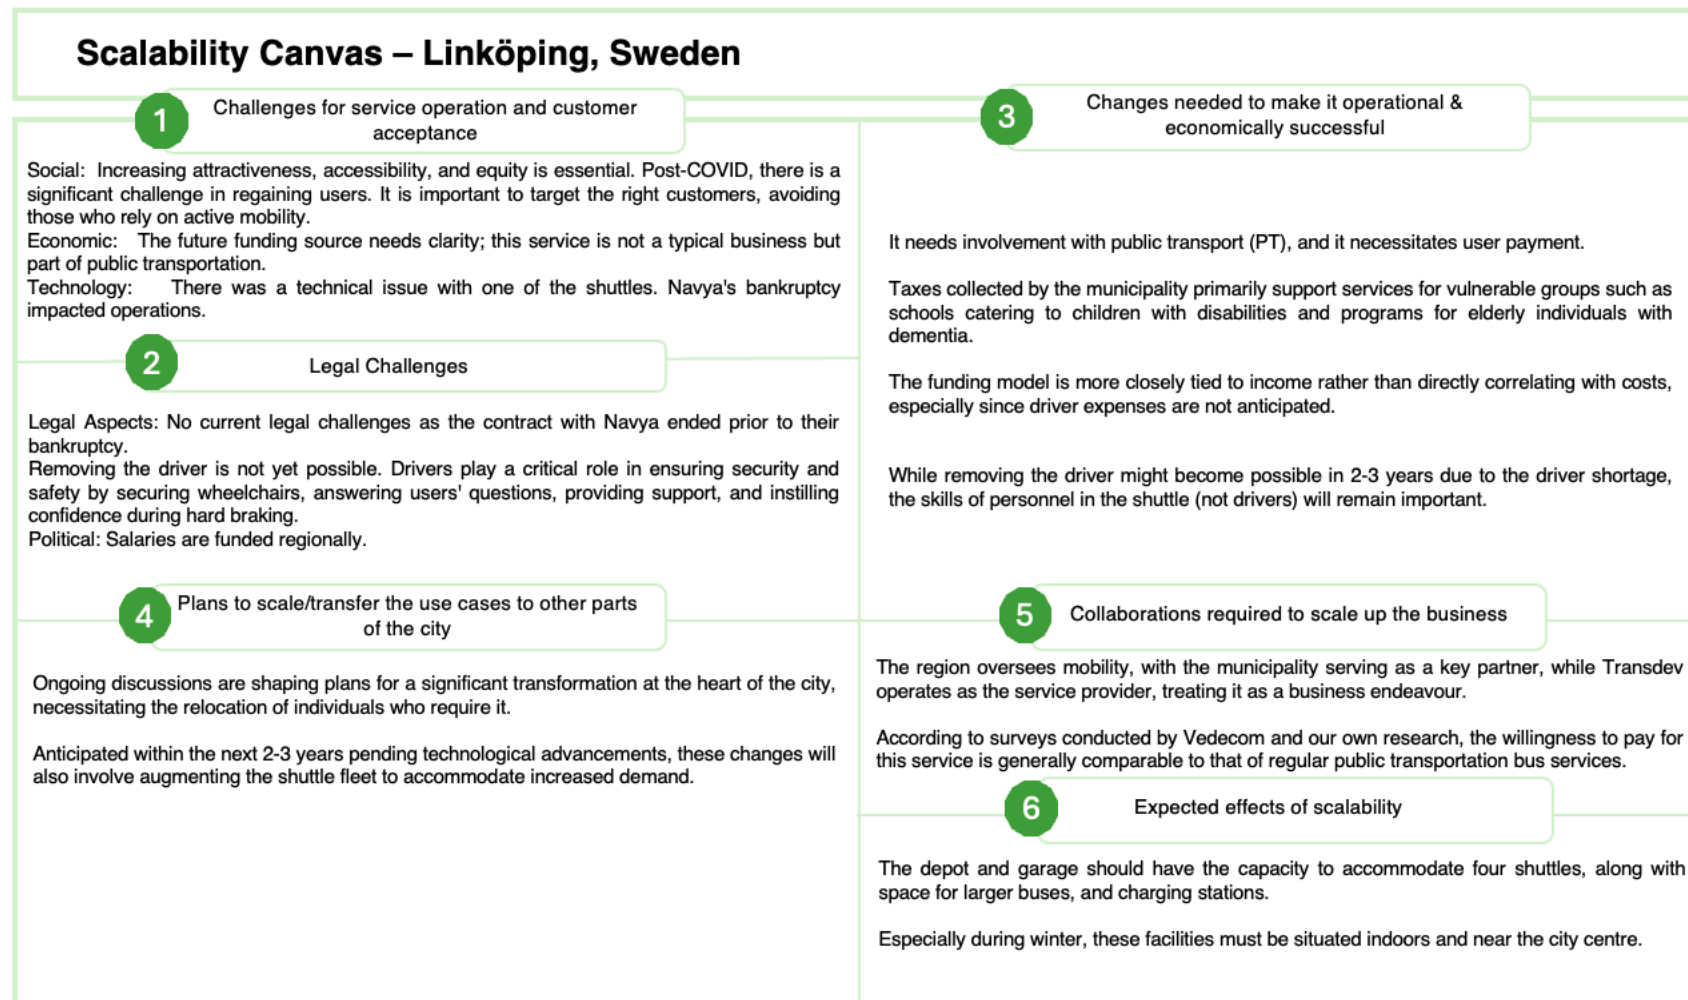 Scalability Canvas – Linköping, Sweden
1
Challenges for service operation and customer
acceptance
Social: Increasing attractiveness, accessibility, and equity is essential. Post-COVID, there is a
significant challenge in regaining users. It is important to target the right customers, avoiding
those who rely on active mobility.
Economic: The future funding source needs clarity; this service is not a typical business but
part of public transportation.
Technology: There was a technical issue with one of the shuttles. Navya's bankruptcy
impacted operations.
2
Legal Challenges
Legal Aspects: No current legal challenges as the contract with Navya ended prior to their
bankruptcy.
Removing the driver is not yet possible. Drivers play a critical role in ensuring security and
safety by securing wheelchairs, answering users' questions, providing support, and instilling
confidence during hard braking.
Political: Salaries are funded regionally.
3
Changes needed to make it operational &
economically successful
It needs involvement with public transport (PT), and it necessitates user payment.
Taxes collected by the municipality primarily support services for vulnerable groups such as
schools catering to children with disabilities and programs for elderly individuals with
dementia.
The funding model is more closely tied to income rather than directly correlating with costs,
especially since driver expenses are not anticipated.
While removing the driver might become possible in 2-3 years due to the driver shortage,
the skills of personnel in the shuttle (not drivers) will remain important.
4
Plans to scale/transfer the use cases to other parts
of the city
Ongoing discussions are shaping plans for a significant transformation at the heart of the city,
necessitating the relocation of individuals who require it.
Anticipated within the next 2-3 years pending technological advancements, these changes will
also involve augmenting the shuttle fleet to accommodate increased demand.
5
Collaborations required to scale up the business
The region oversees mobility, with the municipality serving as a key partner, while Transdev
operates as the service provider, treating it as a business endeavour.
According to surveys conducted by Vedecom and our own research, the willingness to pay for
this service is generally comparable to that of regular public transportation bus services.
6
Expected effects of scalability
The depot and garage should have the capacity to accommodate four shuttles, along with
space for larger buses, and charging stations.
Especially during winter, these facilities must be situated indoors and near the city centre.